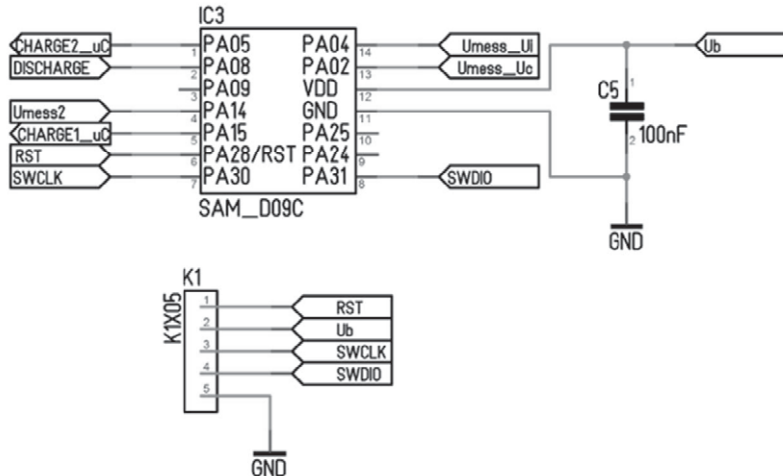 IC3
CHARGE2_uC 1 PA05 PA04 14 Umess_Ui
DISCHARGE 2 PA08 PA02 13 Umess_Uc
3 PA09 VDD 12 Ub
Umess2 4 PA14 GND 11
CHARGE1_uC 5 PA15 PA25 10
RST 6 PA28/RST PA24 9
SWCLK 7 PA30 PA31 8 SWDIO
SAM_D09C
C5 1
100nF
2
GND
K1
K1X05
1 RST
2 Ub
3 SWCLK
4 SWDIO
5
GND